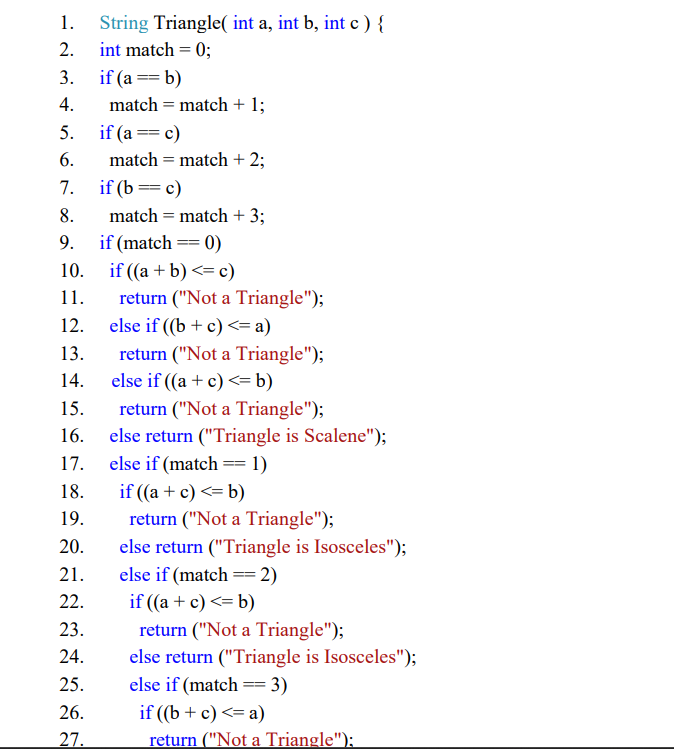 1. String Triangle( int a, int b, int c ) {
2. int match = 0;
3. if (a == b)
4. match = match + 1;
5. if (a == c)
6. match = match + 2;
7. if (b == c)
8. match = match + 3;
9. if (match == 0)
10. if ((a + b) <= c)
11. return ("Not a Triangle");
12. else if ((b + c) <= a)
13. return ("Not a Triangle");
14. else if ((a + c) <= b)
15. return ("Not a Triangle");
16. else return ("Triangle is Scalene");
17. else if (match == 1)
18. if ((a + c) <= b)
19. return ("Not a Triangle");
20. else return ("Triangle is Isosceles");
21. else if (match == 2)
22. if ((a + c) <= b)
23. return ("Not a Triangle");
24. else return ("Triangle is Isosceles");
25. else if (match == 3)
26. if ((b + c) <= a)
27. return ("Not a Triangle");